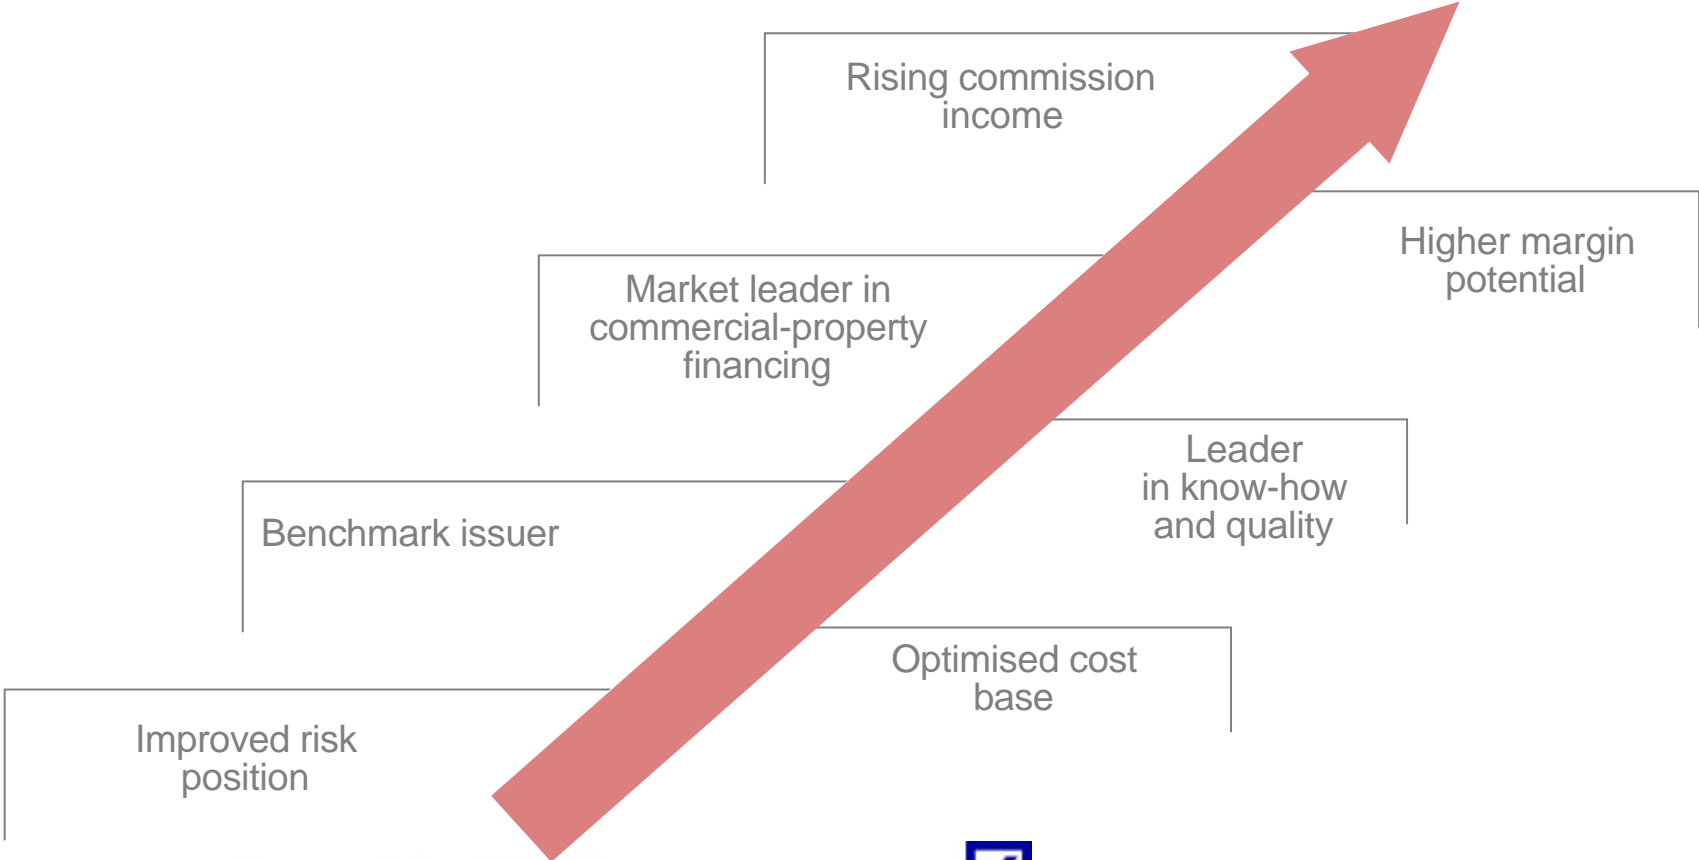 Rising commission
income
Higher margin
potential
Market leader in
commercial-property
financing
Leader
in know-how
and quality
Benchmark issuer
Optimised cost
base
Improved risk
position